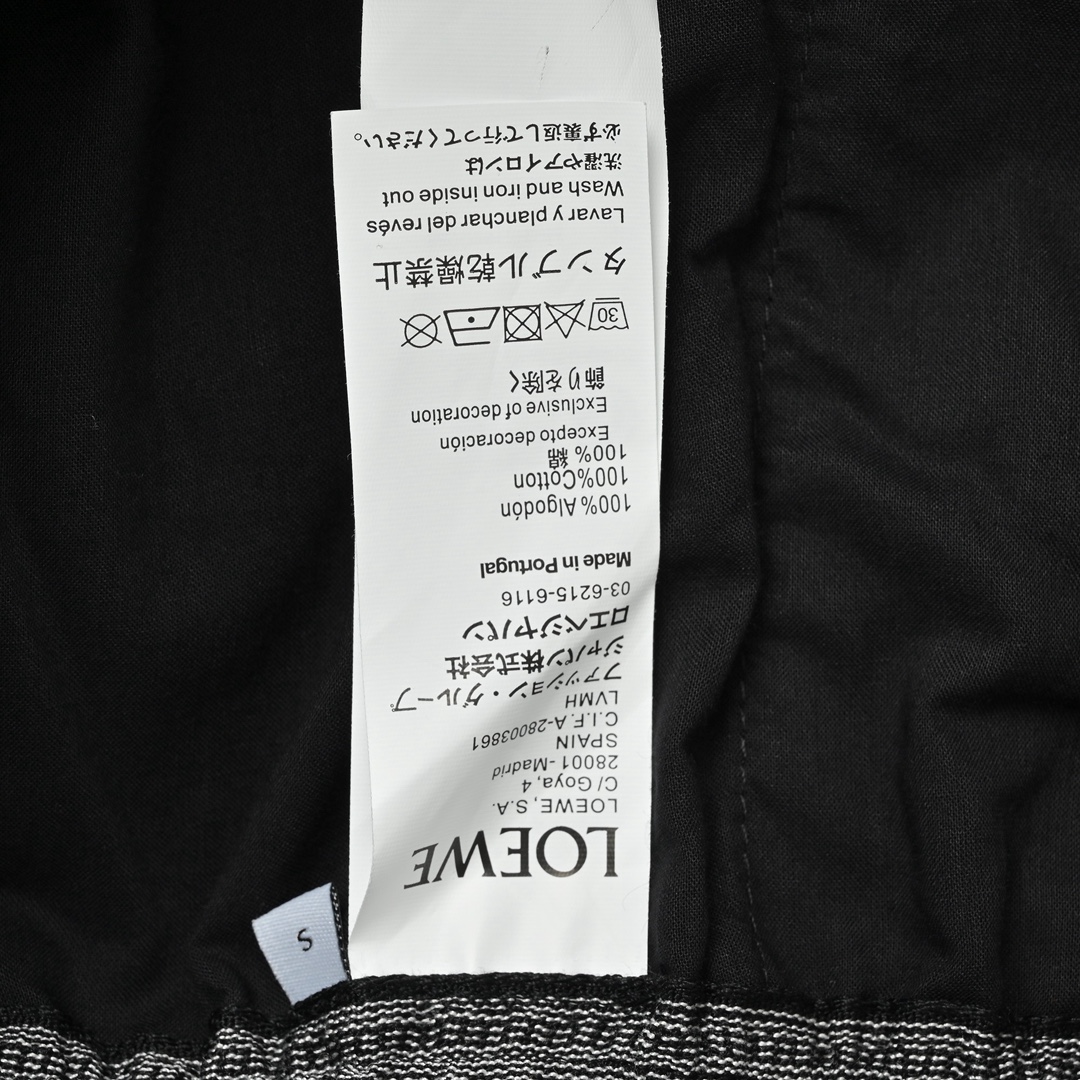 LOEWE
LOEWE, S.A.
C/ Goya, 4
28001 - Madrid
SPAIN
C.I.F. A-28003861
LVMH
ファッション・グループ
ジャパン株式会社
ロエベジャパン
03-6215-6116
Made in Portugal
100% Algodón
100%Cotton
100% 綿
Excepto decoración
Exclusive of decoration
飾りを除く
30
タンブル乾燥禁止
Lavar y planchar del revés
Wash and iron inside out
洗濯やアイロンは
必ず裏返して行ってください。
S